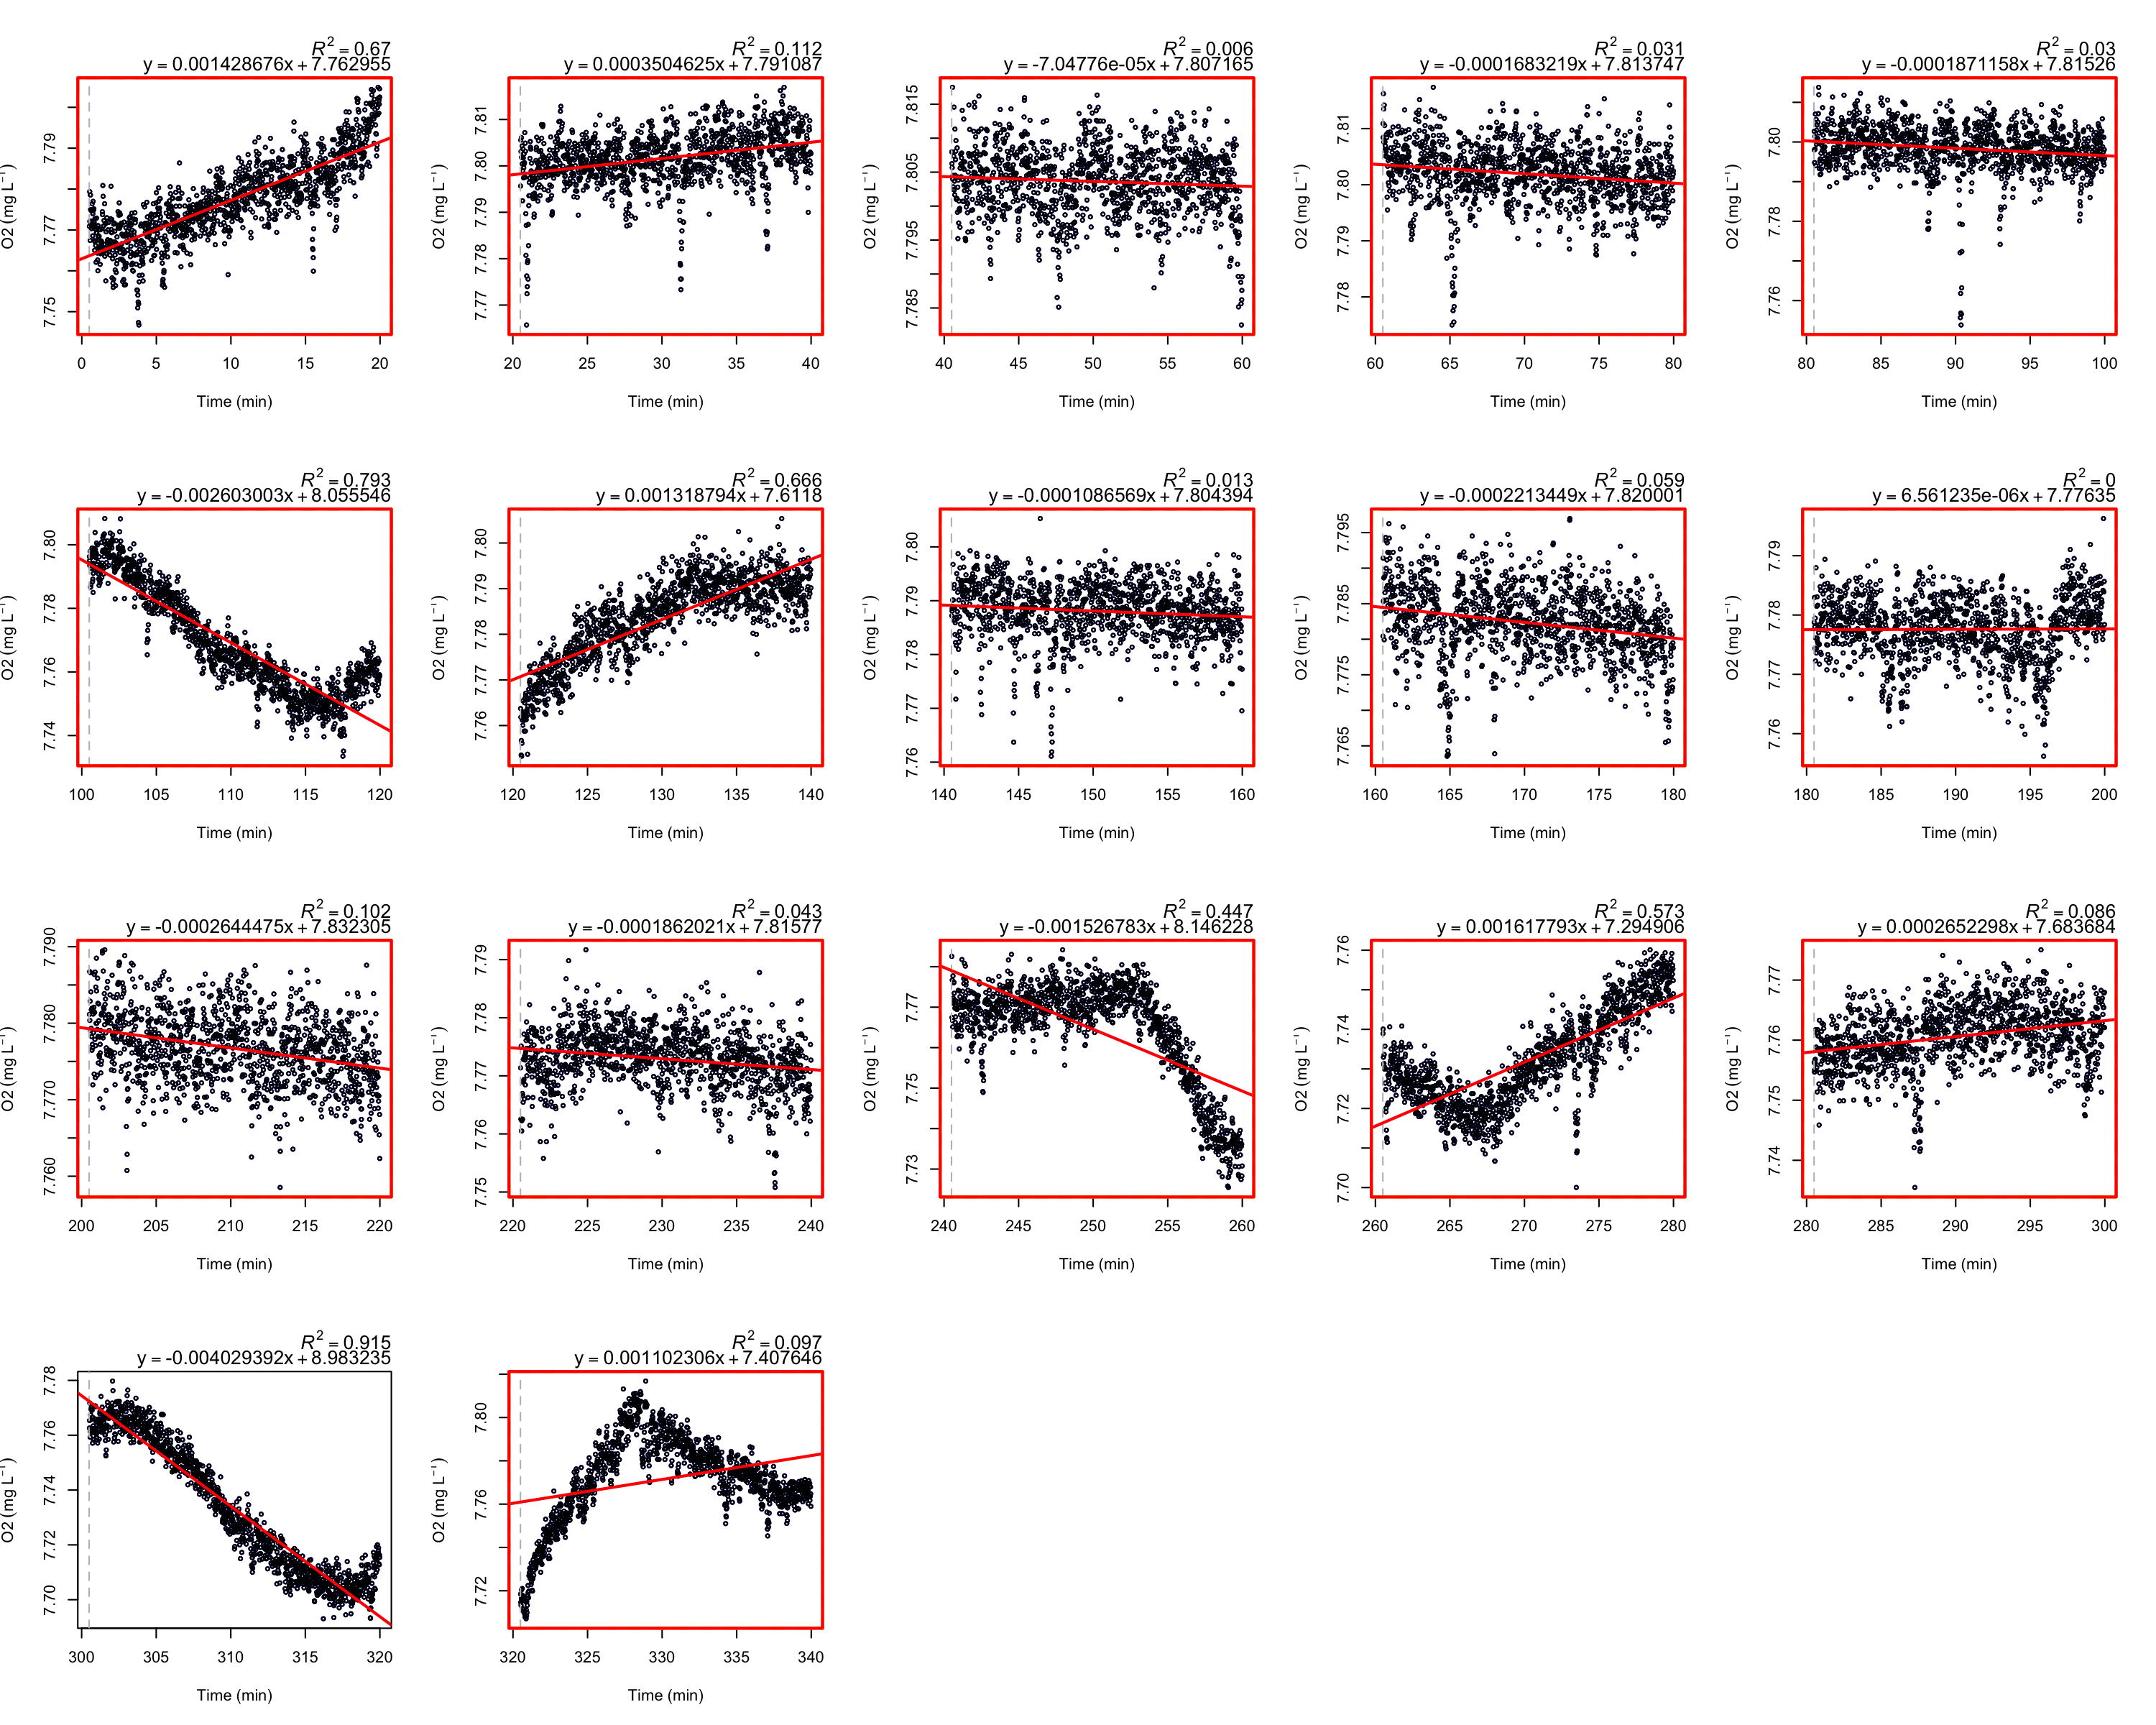 R² = 0.67
y = 0.001428676x + 7.762955
O2 (mg L⁻¹)
7.75 7.77 7.79
0 5 10 15 20
Time (min)
R² = 0.112
y = 0.0003504625x + 7.791087
O2 (mg L⁻¹)
7.77 7.78 7.79 7.80 7.81
20 25 30 35 40
Time (min)
R² = 0.006
y = -7.04776e-05x + 7.807165
O2 (mg L⁻¹)
7.785 7.795 7.805 7.815
40 45 50 55 60
Time (min)
R² = 0.031
y = -0.0001683219x + 7.813747
O2 (mg L⁻¹)
7.78 7.79 7.80 7.81
60 65 70 75 80
Time (min)
R² = 0.03
y = -0.0001871158x + 7.81526
O2 (mg L⁻¹)
7.76 7.78 7.80
80 85 90 95 100
Time (min)
R² = 0.793
y = -0.002603003x + 8.055546
O2 (mg L⁻¹)
7.74 7.76 7.78 7.80
100 105 110 115 120
Time (min)
R² = 0.666
y = 0.001318794x + 7.6118
O2 (mg L⁻¹)
7.76 7.77 7.78 7.79 7.80
120 125 130 135 140
Time (min)
R² = 0.013
y = -0.0001086569x + 7.804394
O2 (mg L⁻¹)
7.76 7.77 7.78 7.79 7.80
140 145 150 155 160
Time (min)
R² = 0.059
y = -0.0002213449x + 7.820001
O2 (mg L⁻¹)
7.765 7.775 7.785 7.795
160 165 170 175 180
Time (min)
R² = 0
y = 6.561235e-06x + 7.77635
O2 (mg L⁻¹)
7.76 7.77 7.78 7.79
180 185 190 195 200
Time (min)
R² = 0.102
y = -0.0002644475x + 7.832305
O2 (mg L⁻¹)
7.760 7.770 7.780 7.790
200 205 210 215 220
Time (min)
R² = 0.043
y = -0.0001862021x + 7.81577
O2 (mg L⁻¹)
7.75 7.76 7.77 7.78 7.79
220 225 230 235 240
Time (min)
R² = 0.447
y = -0.001526783x + 8.146228
O2 (mg L⁻¹)
7.73 7.75 7.77
240 245 250 255 260
Time (min)
R² = 0.573
y = 0.001617793x + 7.294906
O2 (mg L⁻¹)
7.70 7.72 7.74 7.76
260 265 270 275 280
Time (min)
R² = 0.086
y = 0.0002652298x + 7.683684
O2 (mg L⁻¹)
7.74 7.75 7.76 7.77
280 285 290 295 300
Time (min)
R² = 0.915
y = -0.004029392x + 8.983235
O2 (mg L⁻¹)
7.70 7.72 7.74 7.76 7.78
300 305 310 315 320
Time (min)
R² = 0.097
y = 0.001102306x + 7.407646
O2 (mg L⁻¹)
7.72 7.76 7.80
320 325 330 335 340
Time (min)